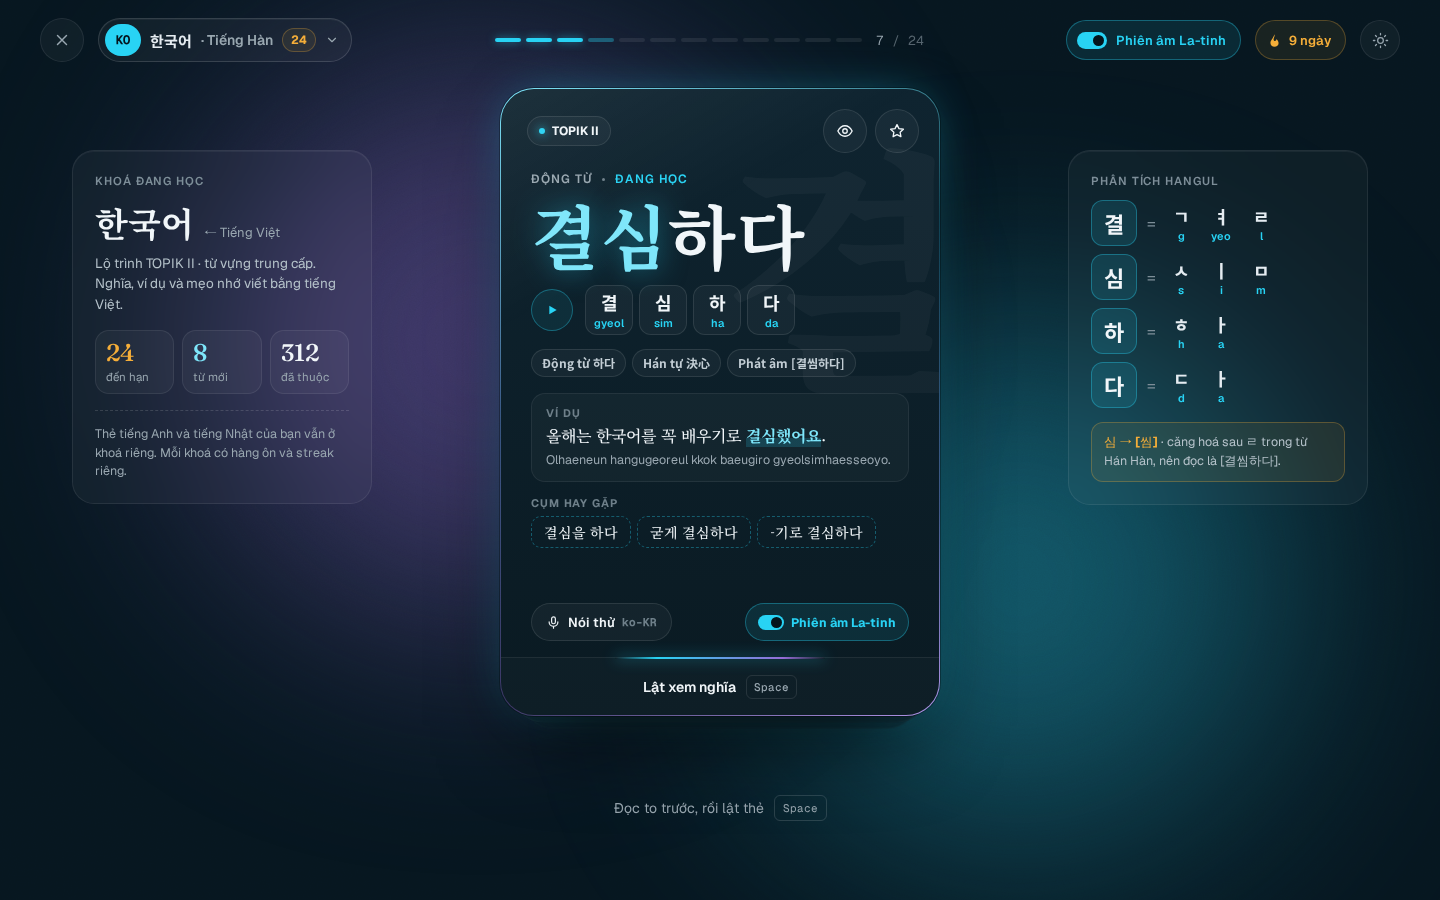 KO 한국어 · Tiếng Hàn 24
7 / 24
Phiên âm La-tinh
9 ngày
KHOÁ ĐANG HỌC
한국어 ← Tiếng Việt
Lộ trình TOPIK II · từ vựng trung cấp.
Nghĩa, ví dụ và mẹo nhớ viết bằng tiếng
Việt.
24 8 312
đến hạn từ mới đã thuộc
Thẻ tiếng Anh và tiếng Nhật của bạn vẫn ở
khoá riêng. Mỗi khoá có hàng ôn và streak
riêng.
TOPIK II
결
ĐỘNG TỪ • ĐANG HỌC
결심하다
결 심 하 다
gyeol sim ha da
Động từ 하다 Hán tự 決心 Phát âm [결씸하다]
VÍ DỤ
올해는 한국어를 꼭 배우기로 결심했어요.
Olhaeneun hangugeoreul kkok baeugiro gyeolsimhaesseoyo.
CỤM HAY GẶP
결심을 하다 굳게 결심하다 -기로 결심하다
Nói thử ko-KR Phiên âm La-tinh
Lật xem nghĩa Space
Đọc to trước, rồi lật thẻ Space
PHÂN TÍCH HANGUL
결 = ㄱ ㅕ ㄹ
g yeo l
심 = ㅅ ㅣ ㅁ
s i m
하 = ㅎ ㅏ
h a
다 = ㄷ ㅏ
d a
심 → [씸] · căng hoá sau ㄹ trong từ
Hán Hàn, nên đọc là [결씸하다].